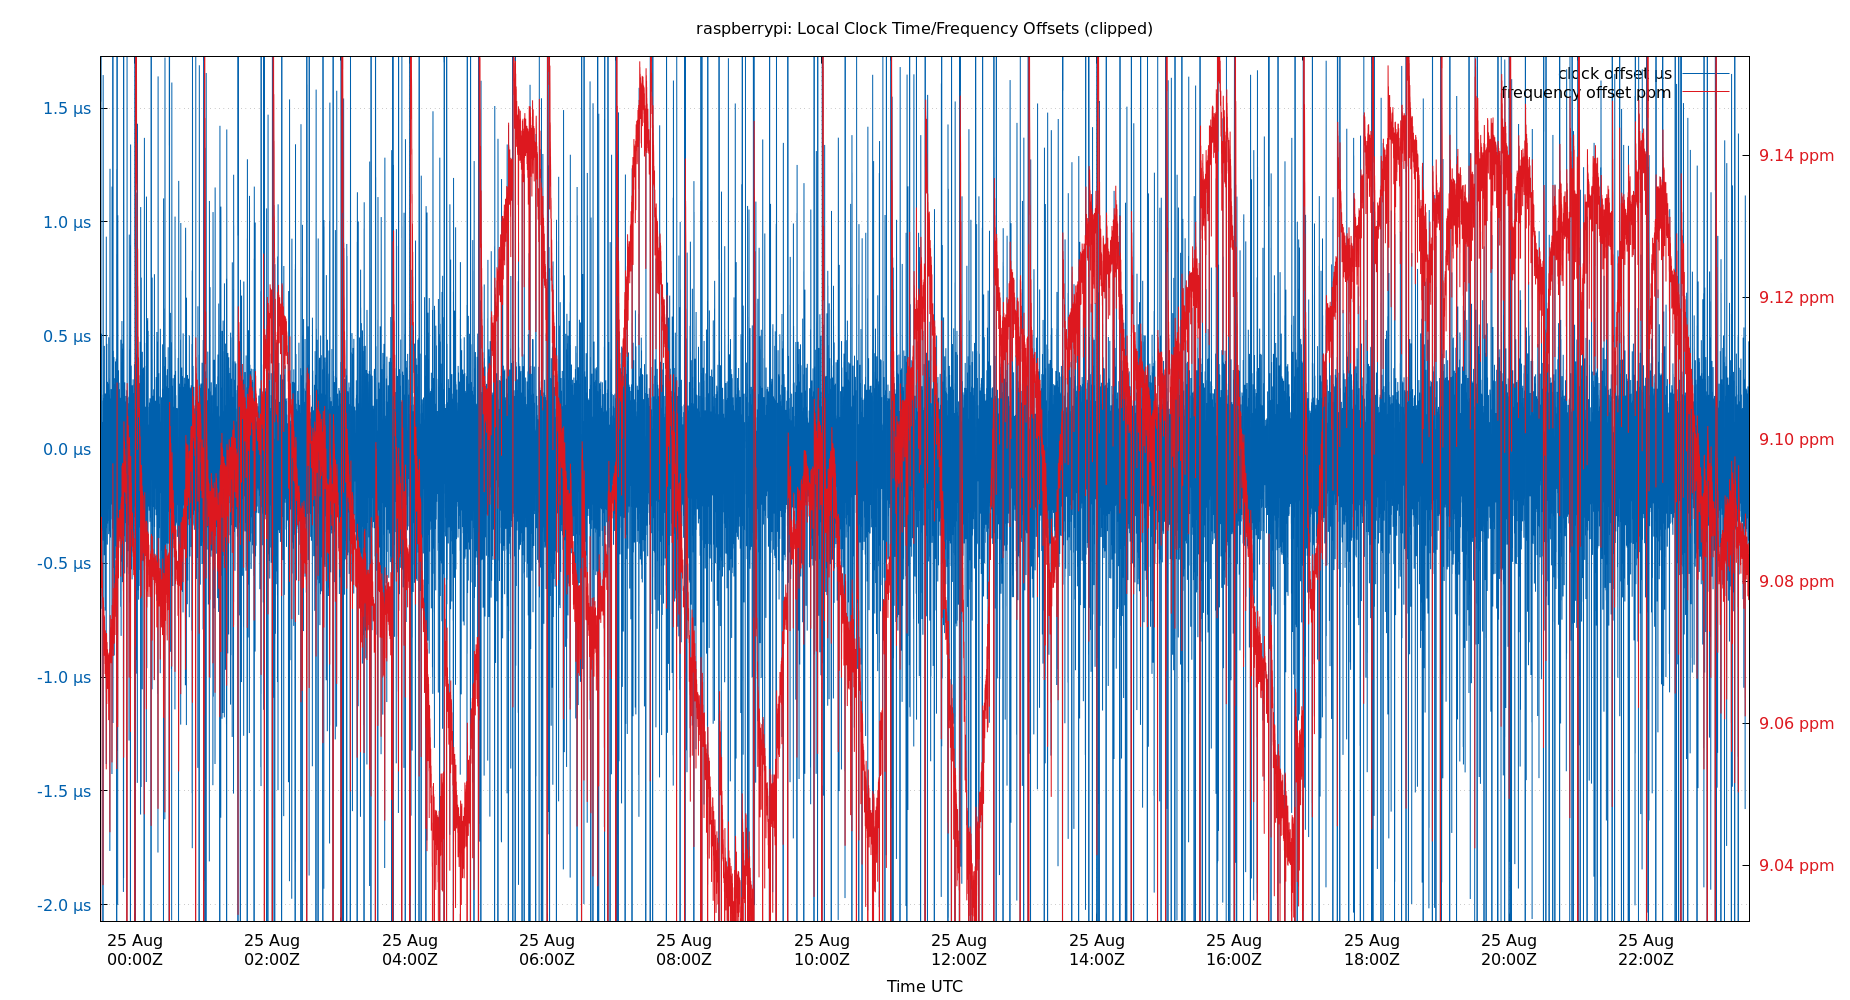 raspberrypi: Local Clock Time/Frequency Offsets (clipped)
clock offset µs
frequency offset ppm
1.5 µs
1.0 µs
0.5 µs
0.0 µs
-0.5 µs
-1.0 µs
-1.5 µs
-2.0 µs
9.14 ppm
9.12 ppm
9.10 ppm
9.08 ppm
9.06 ppm
9.04 ppm
25 Aug 25 Aug 25 Aug 25 Aug 25 Aug 25 Aug 25 Aug 25 Aug 25 Aug 25 Aug 25 Aug 25 Aug
00:00Z 02:00Z 04:00Z 06:00Z 08:00Z 10:00Z 12:00Z 14:00Z 16:00Z 18:00Z 20:00Z 22:00Z
Time UTC